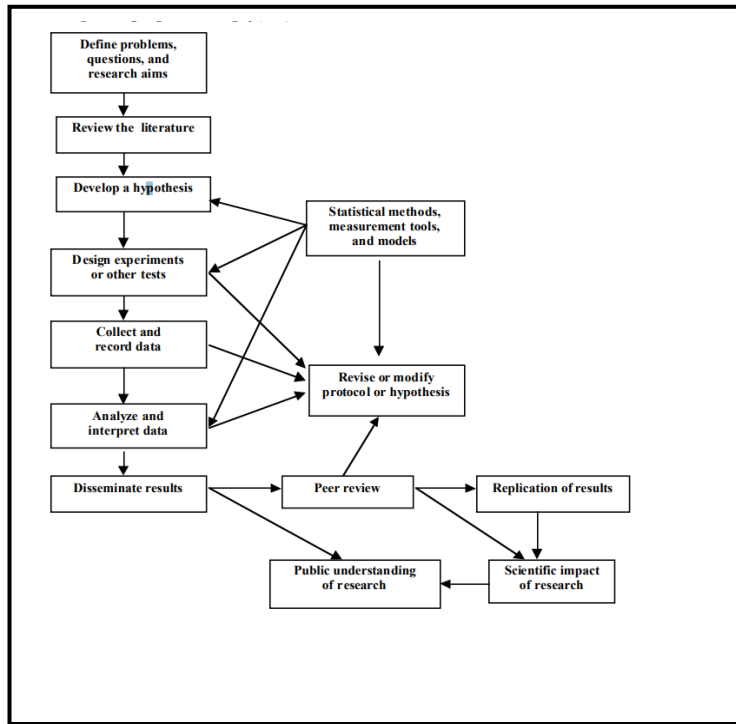 Define problems,
questions, and
research aims
Review the literature
Develop a hypothesis
Statistical methods,
measurement tools,
and models
Design experiments
or other tests
Collect and
record data
Revise or modify
protocol or hypothesis
Analyze and
interpret data
Disseminate results
Peer review
Replication of results
Public understanding
of research
Scientific impact
of research